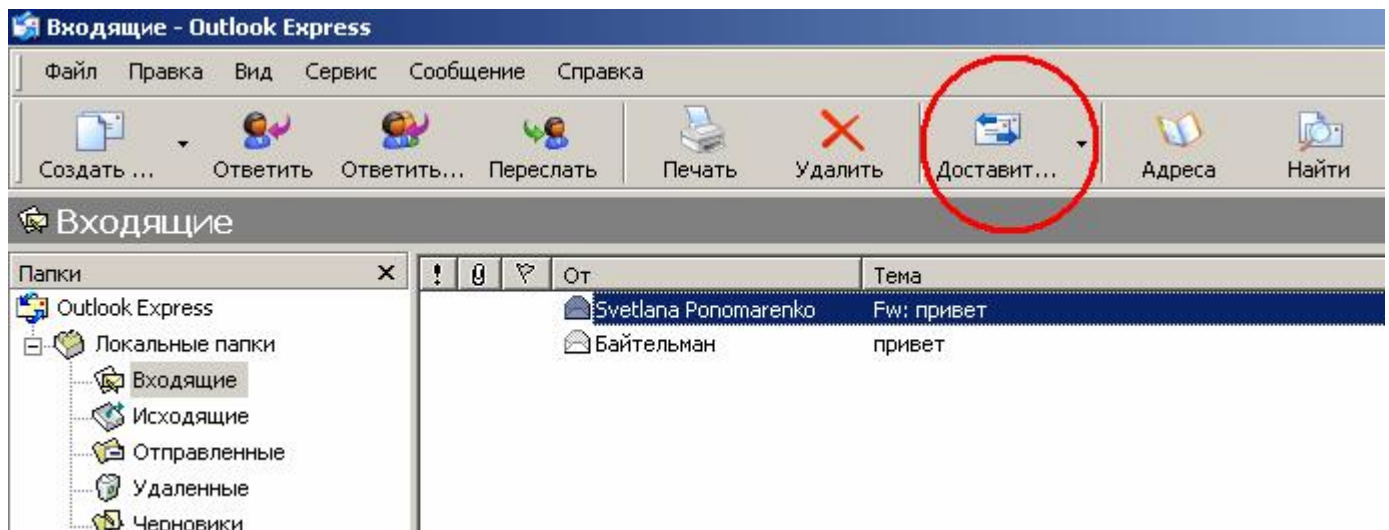 Входящие - Outlook Express
Файл Правка Вид Сервис Сообщение Справка
Создать ... Ответить Ответить... Переслать Печать Удалить Доставит... Адреса Найти
Входящие
Папки ! От Тема
Outlook Express Svetlana Ponomarenko Fw: привет
Локальные папки Байтельман привет
Входящие
Исходящие
Отправленные
Удаленные
Черновики